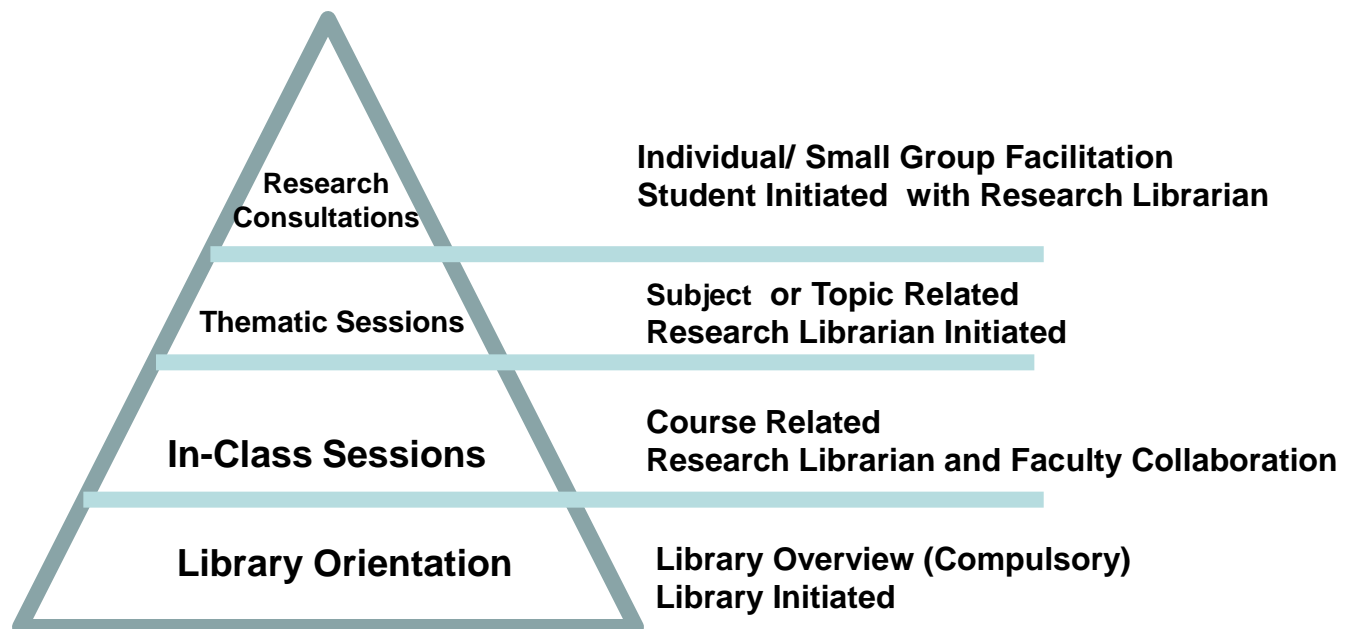 Research
Consultations
Individual/ Small Group Facilitation
Student Initiated with Research Librarian
Thematic Sessions
Subject or Topic Related
Research Librarian Initiated
In-Class Sessions
Course Related
Research Librarian and Faculty Collaboration
Library Orientation
Library Overview (Compulsory)
Library Initiated